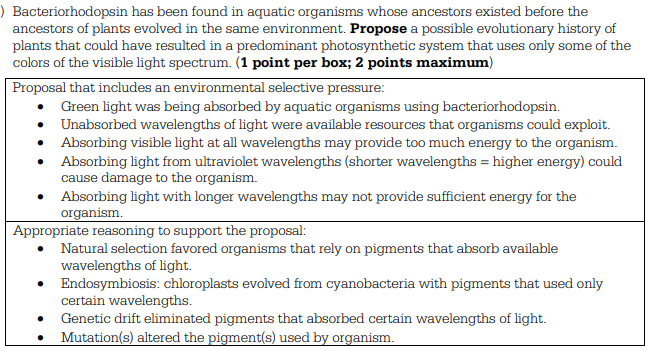 ) Bacteriorhodopsin has been found in aquatic organisms whose ancestors existed before the
ancestors of plants evolved in the same environment. Propose a possible evolutionary history of
plants that could have resulted in a predominant photosynthetic system that uses only some of the
colors of the visible light spectrum. (1 point per box; 2 points maximum)
Proposal that includes an environmental selective pressure:
• Green light was being absorbed by aquatic organisms using bacteriorhodopsin.
• Unabsorbed wavelengths of light were available resources that organisms could exploit.
• Absorbing visible light at all wavelengths may provide too much energy to the organism.
• Absorbing light from ultraviolet wavelengths (shorter wavelengths = higher energy) could
cause damage to the organism.
• Absorbing light with longer wavelengths may not provide sufficient energy for the
organism.
Appropriate reasoning to support the proposal:
• Natural selection favored organisms that rely on pigments that absorb available
wavelengths of light.
• Endosymbiosis: chloroplasts evolved from cyanobacteria with pigments that used only
certain wavelengths.
• Genetic drift eliminated pigments that absorbed certain wavelengths of light.
• Mutation(s) altered the pigment(s) used by organism.